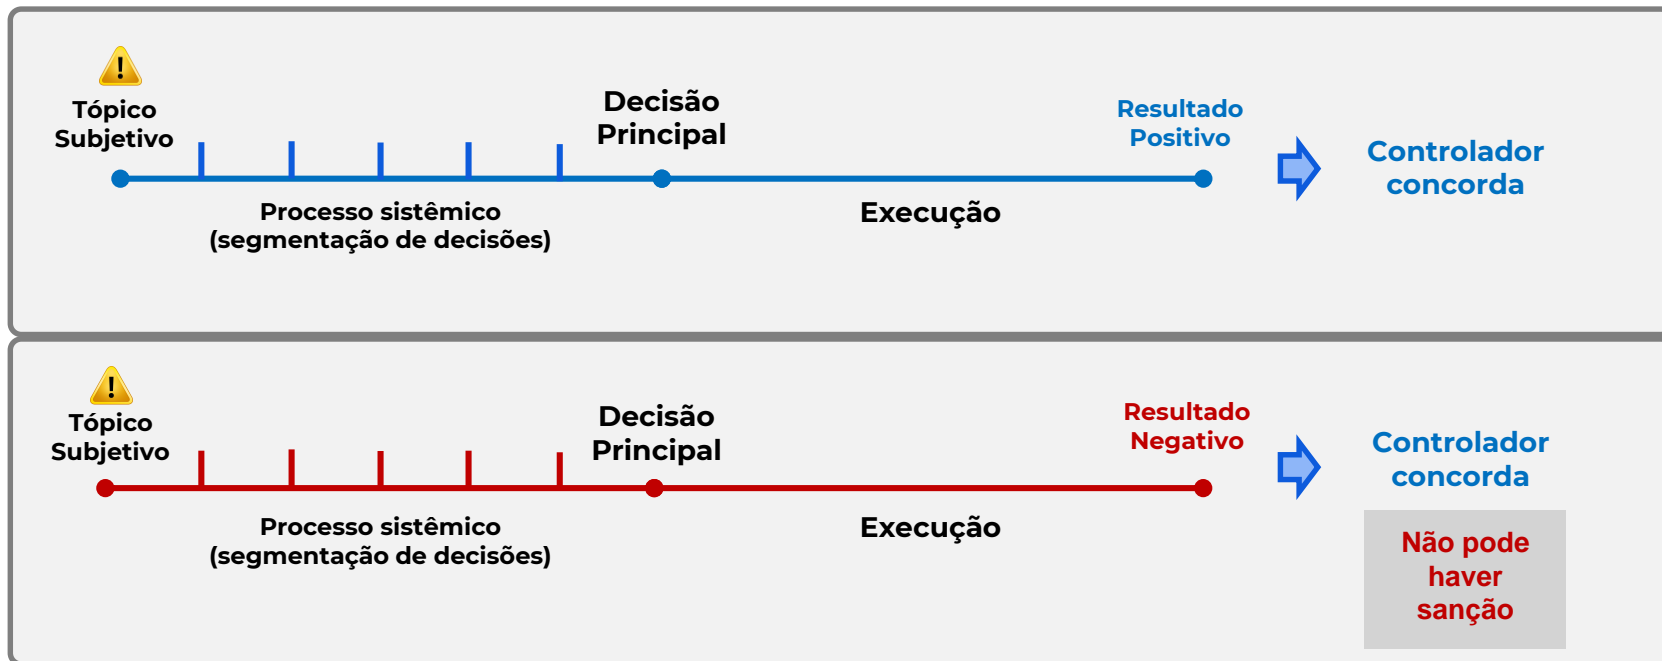 Tópico
Subjetivo
Decisão
Principal
Resultado
Positivo
Controlador
concorda
Processo sistêmico
(segmentação de decisões)
Execução
Tópico
Subjetivo
Decisão
Principal
Resultado
Negativo
Controlador
concorda
Processo sistêmico
(segmentação de decisões)
Execução
Não pode
haver
sanção